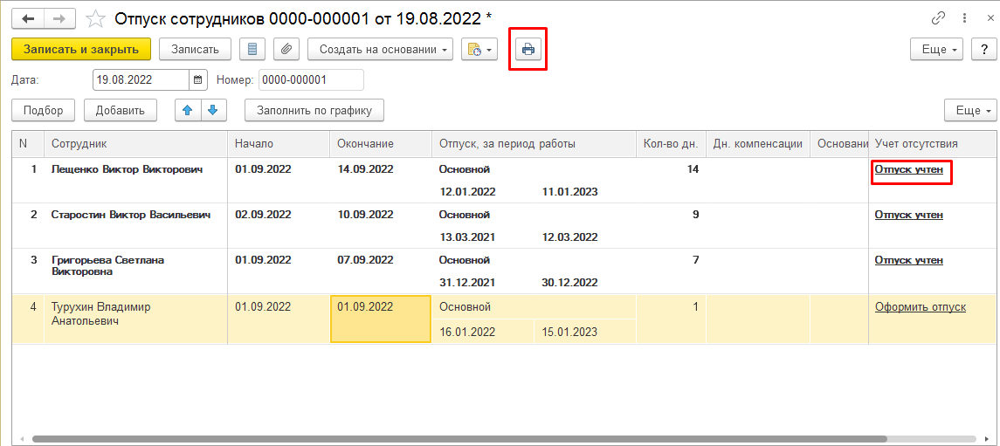 Отпуск сотрудников 0000-000001 от 19.08.2022 *
Записать и закрыть Записать Создать на основании Еще ?
Дата: 19.08.2022 Номер: 0000-000001
Подбор Добавить Заполнить по графику Еще
N Сотрудник Начало Окончание Отпуск, за период работы Кол-во дн. Дн. компенсации Основани Учет отсутствия
1 Лещенко Виктор Викторович 01.09.2022 14.09.2022 Основной 14 Отпуск учтен
12.01.2022 11.01.2023
2 Старостин Виктор Васильевич 02.09.2022 10.09.2022 Основной 9 Отпуск учтен
13.03.2021 12.03.2022
3 Григорьева Светлана 01.09.2022 07.09.2022 Основной 7 Отпуск учтен
Викторовна
31.12.2021 30.12.2022
4 Турухин Владимир 01.09.2022 01.09.2022 Основной 1 Оформить отпуск
Анатольевич
16.01.2022 15.01.2023